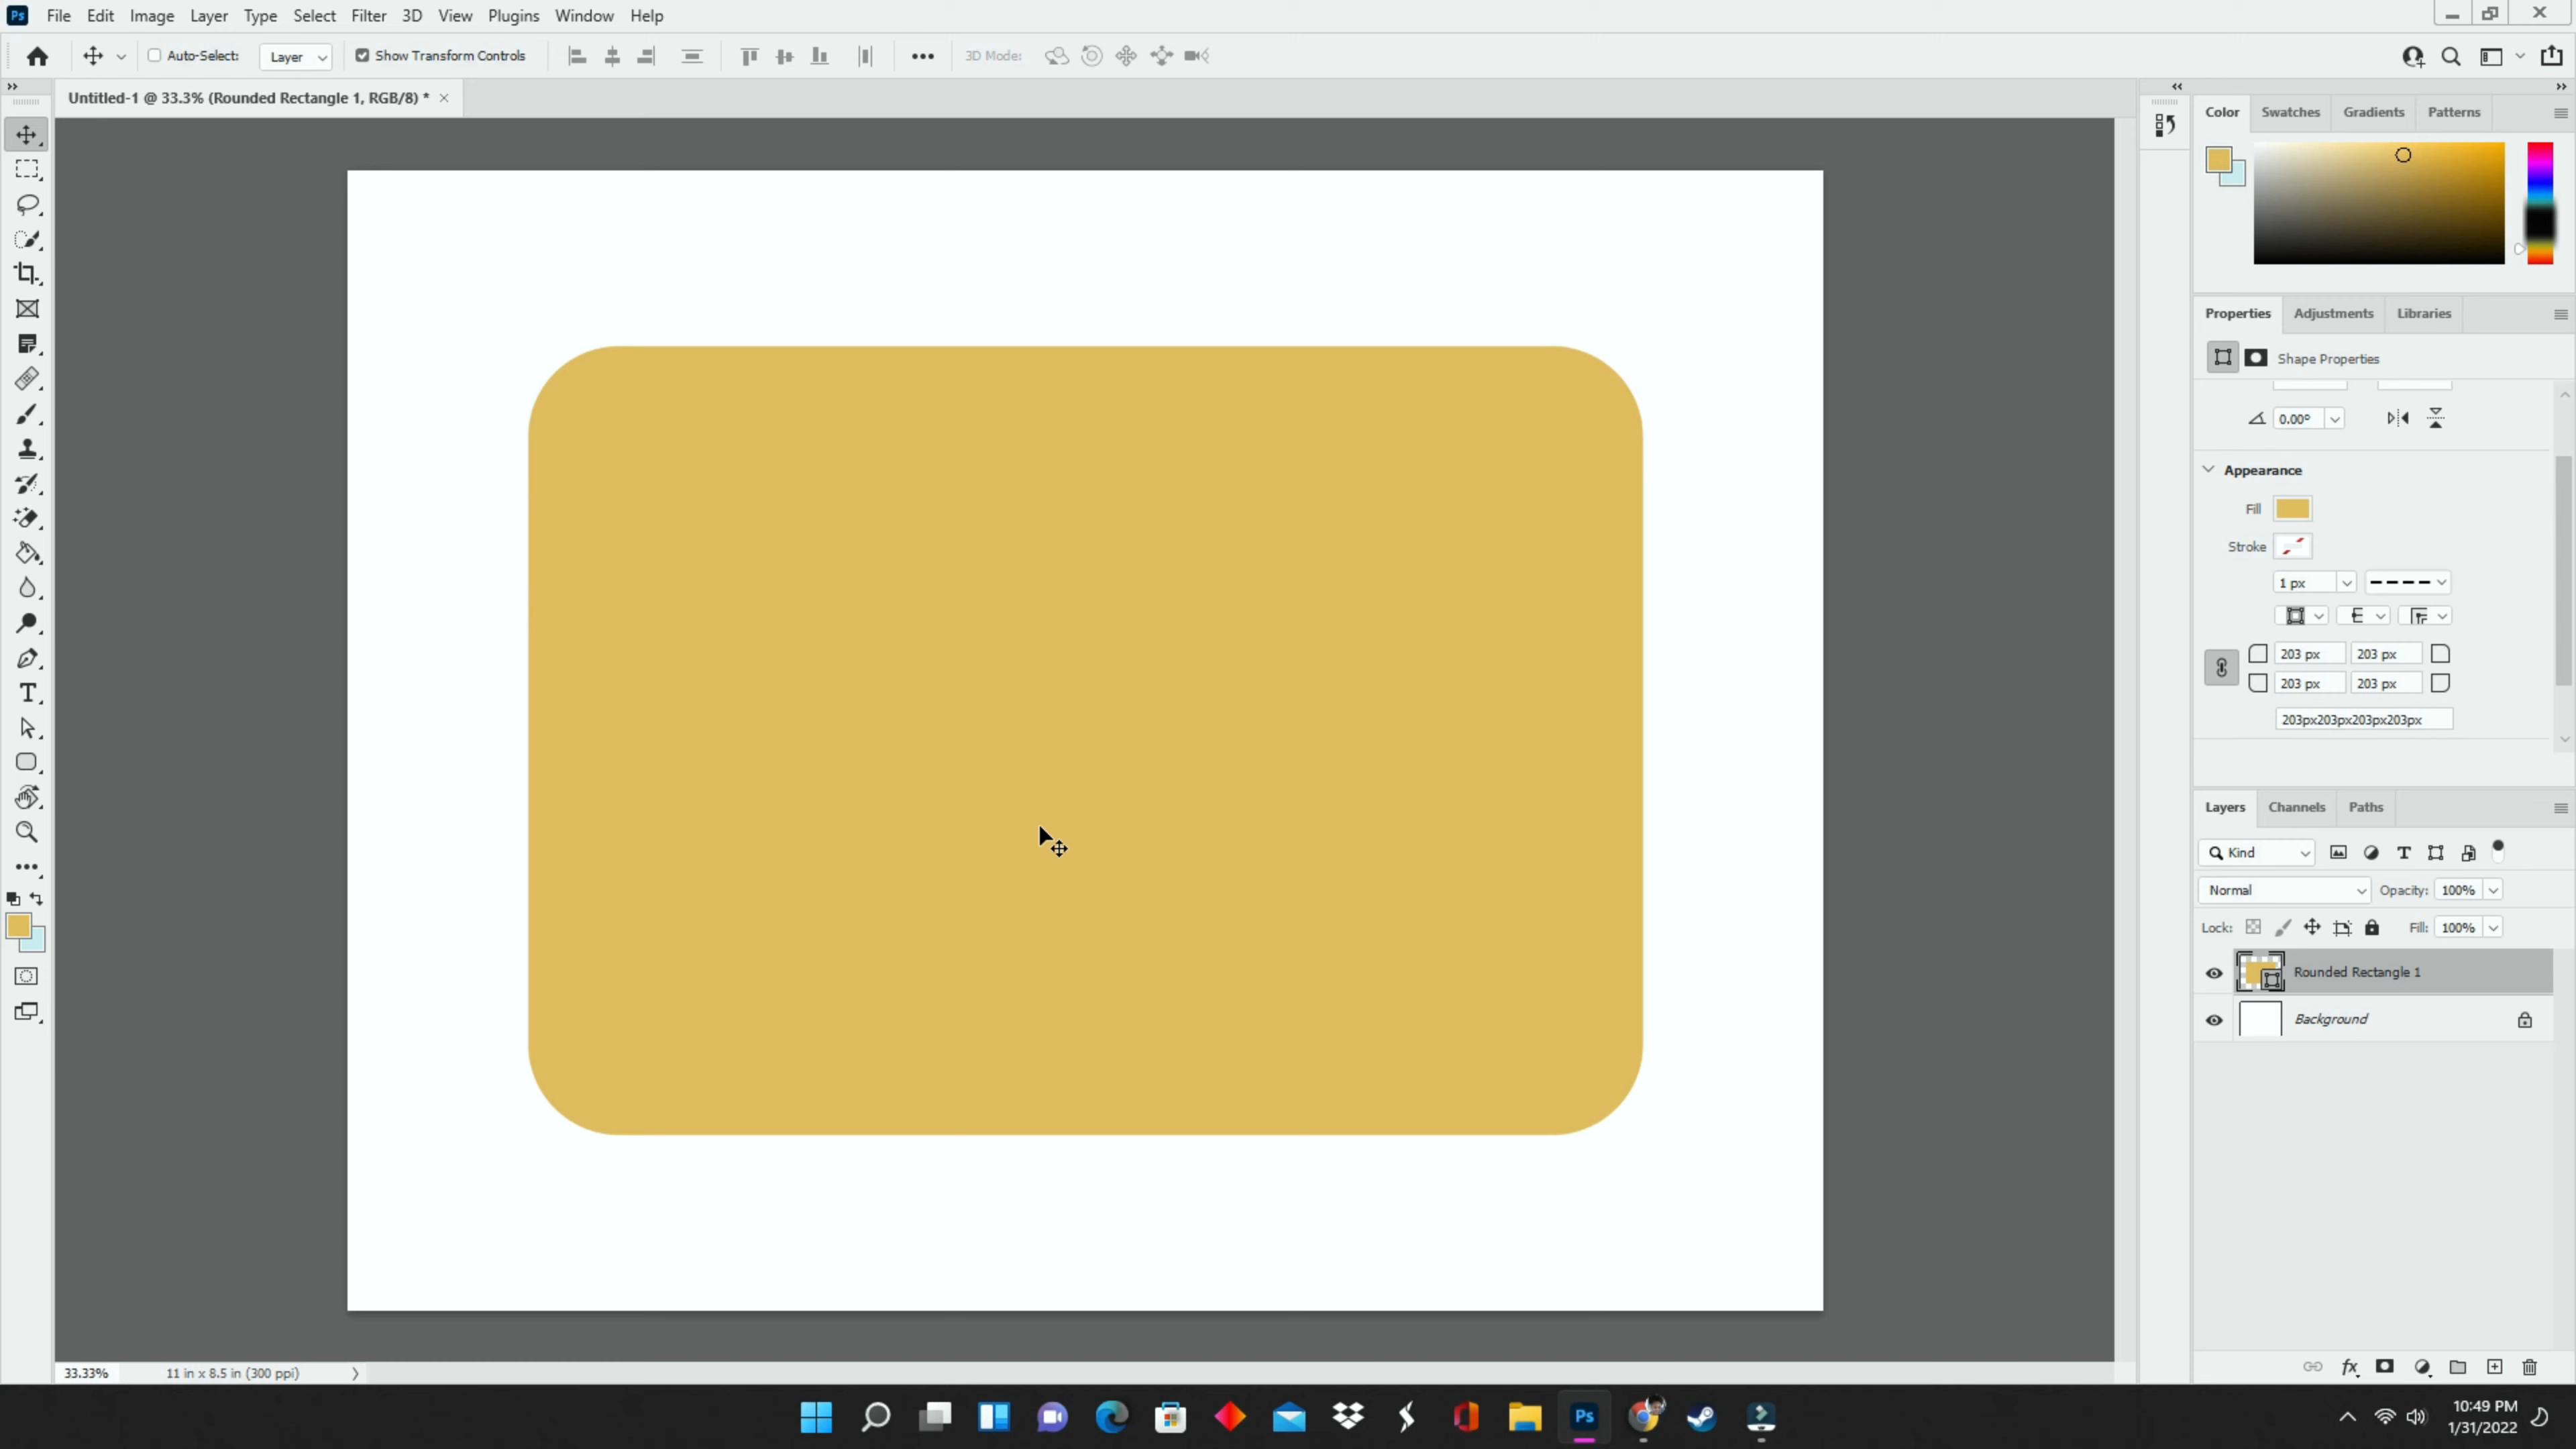 Ps File Edit Image Layer Type Select Filter 3D View Plugins Window Help
Auto-Select: Layer Show Transform Controls 3D Mode:
Untitled-1 @ 33.3% (Rounded Rectangle 1, RGB/8) *
Color Swatches Gradients Patterns
Properties Adjustments Libraries
Shape Properties
0.00°
Appearance
Fill
Stroke
1 px
203 px 203 px
203 px 203 px
203px203px203px203px
Layers Channels Paths
Kind
Normal Opacity: 100%
Lock: Fill: 100%
Rounded Rectangle 1
Background
fx
33.33% 11 in x 8.5 in (300 ppi)
Ps
10:49 PM
1/31/2022